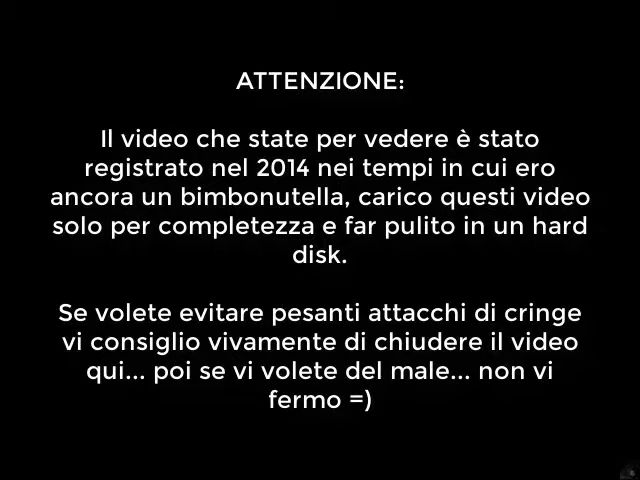 ATTENZIONE:
Il video che state per vedere è stato
registrato nel 2014 nei tempi in cui ero
ancora un bimbonutella, carico questi video
solo per completezza e far pulito in un hard
disk.
Se volete evitare pesanti attacchi di cringe
vi consiglio vivamente di chiudere il video
qui... poi se vi volete del male... non vi
fermo =)